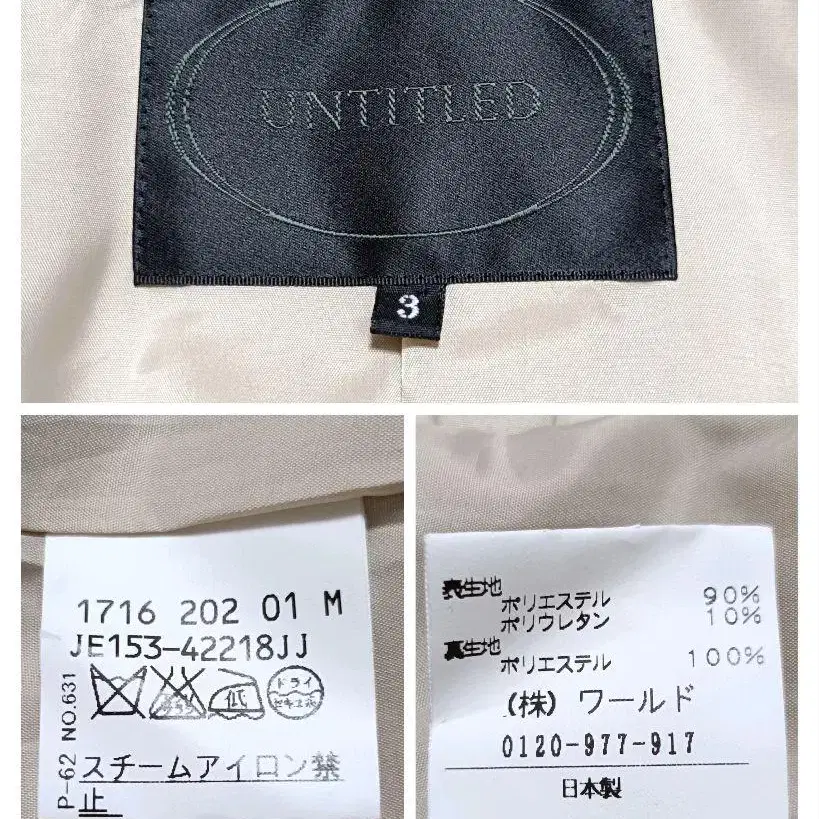 UNTITLED
3
1716 202 01 M
JE153-42218JJ
低
ドライ
セキユ系
P-62 NO.631
スチームアイロン禁
止
表生地
ポリエステル 90%
ポリウレタン 10%
裏生地
ポリエステル 100%
(株) ワールド
0120-977-917
日本製